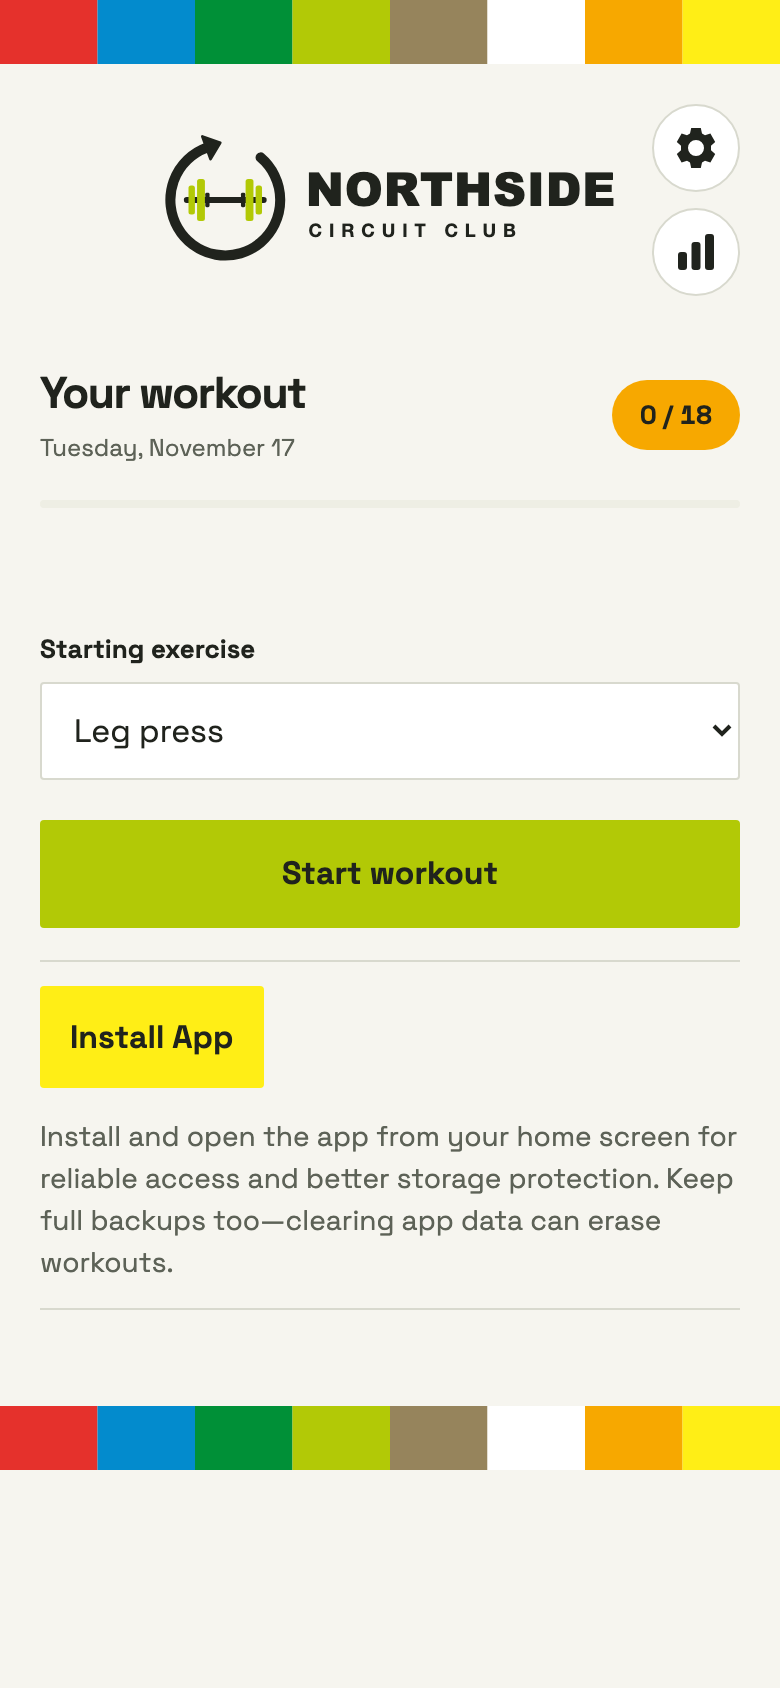 NORTHSIDE
CIRCUIT CLUB
Your workout
Tuesday, November 17
0 / 18
Starting exercise
Leg press
Start workout
Install App
Install and open the app from your home screen for
reliable access and better storage protection. Keep
full backups too—clearing app data can erase
workouts.